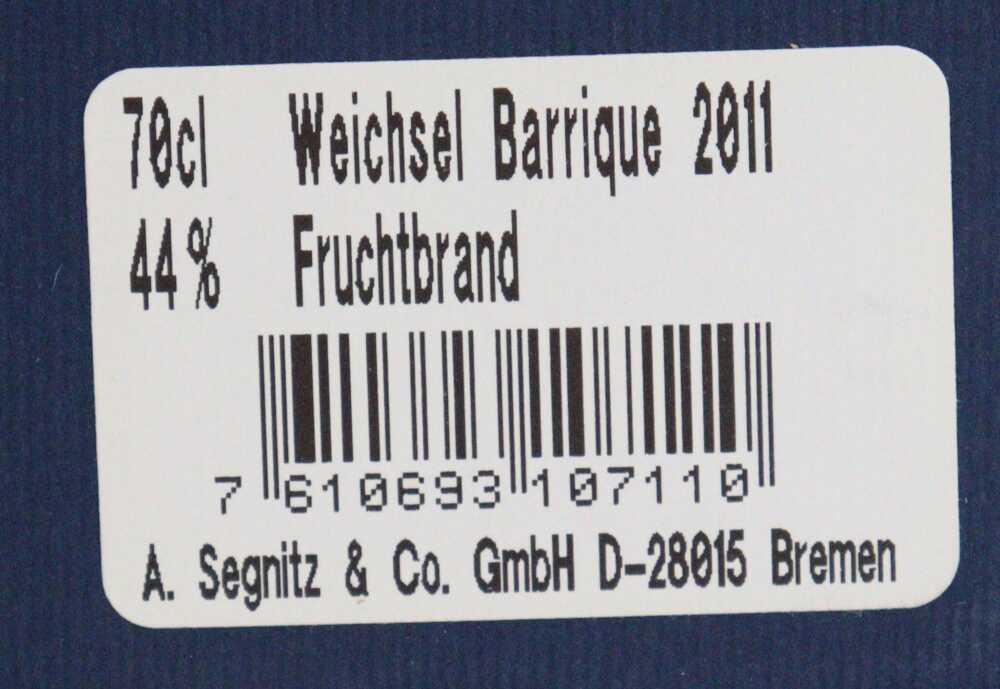 70cl Weichsel Barrique 2011
44% Fruchtbrand
7 610693 107110
A. Segnitz & Co. GmbH D-28015 Bremen